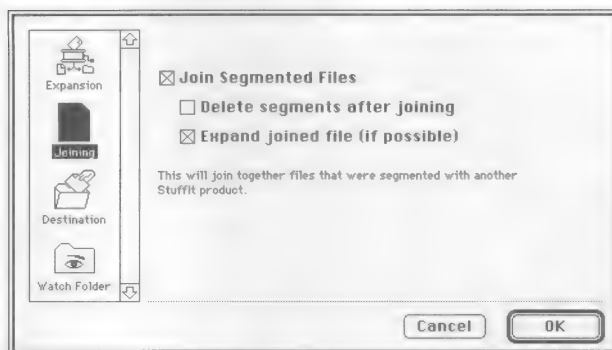 Expansion
Joining
Destination
Watch Folder
Join Segmented Files
Delete segments after joining
Expand joined file (if possible)
This will join together files that were segmented with another
StuffIt product.
Cancel
OK